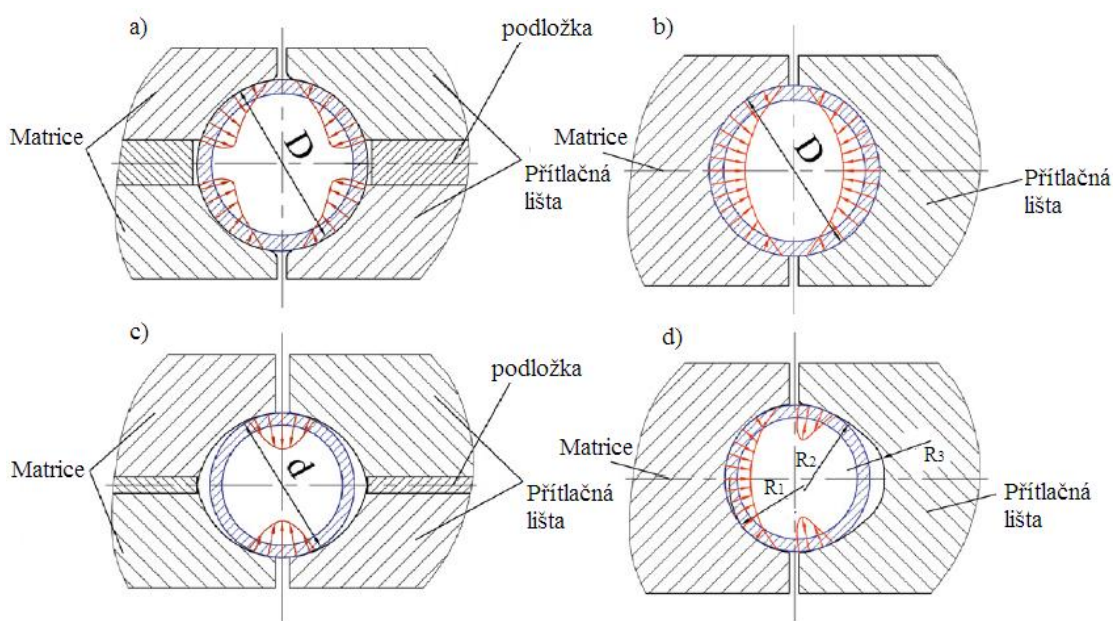 a)
podložka
Matrice
D
Přítlačná
lišta
b)
Matrice
D
Přítlačná
lišta
c)
podložka
Matrice
d
Přítlačná
lišta
d)
Matrice
R1
R2
R3
Přítlačná
lišta